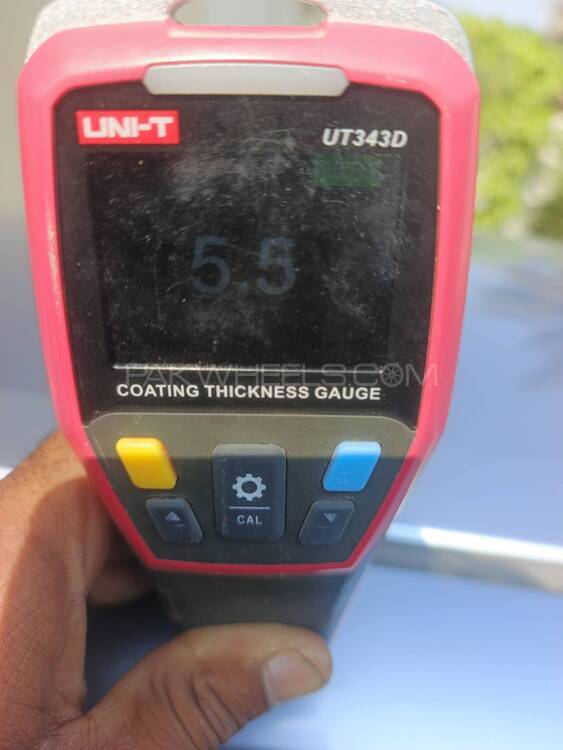 UNI-T
UT343D
5.5
PAKWHEELS.COM
COATING THICKNESS GAUGE
CAL